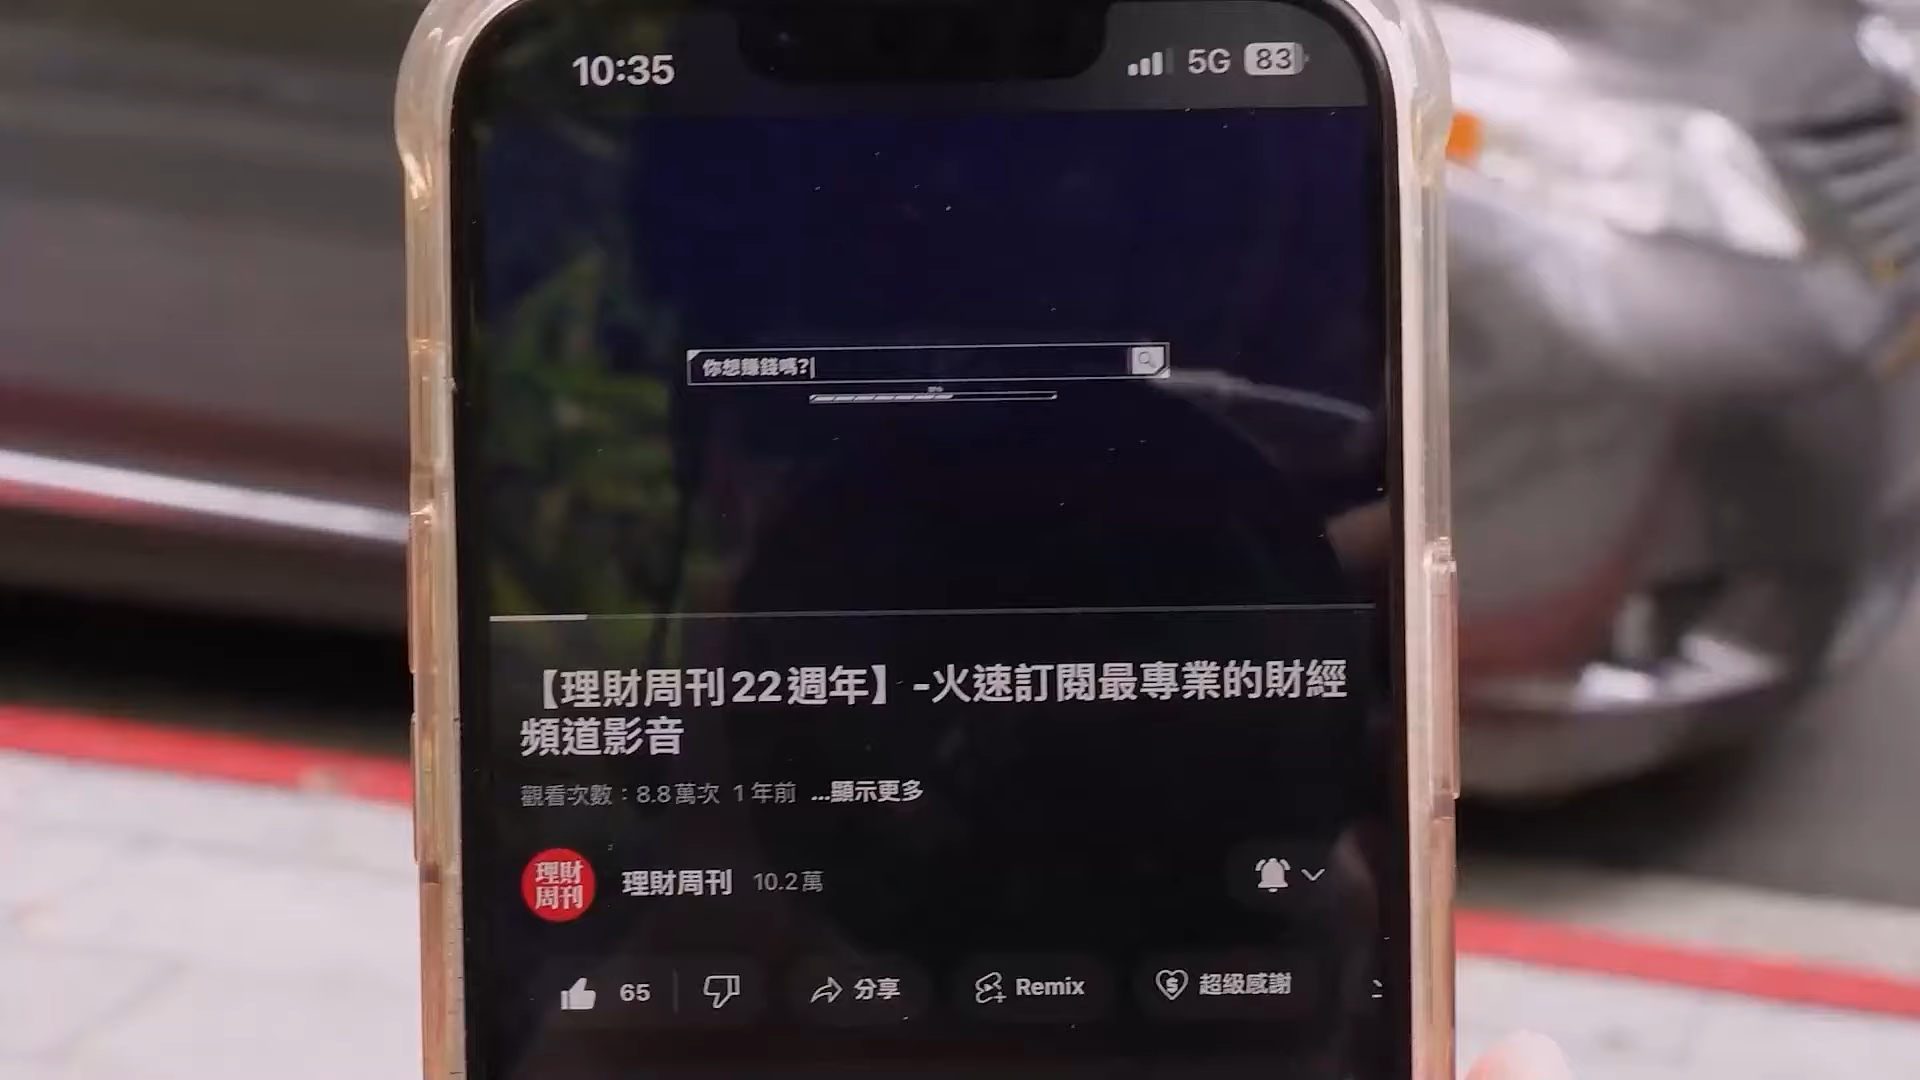 10:35 5G 83
你想賺錢嗎?
【理財周刊22週年】-火速訂閱最專業的財經
頻道影音
觀看次數：8.8萬次 1年前 ...顯示更多
理財
周刊
理財周刊 10.2萬
65 分享 Remix 超級感謝